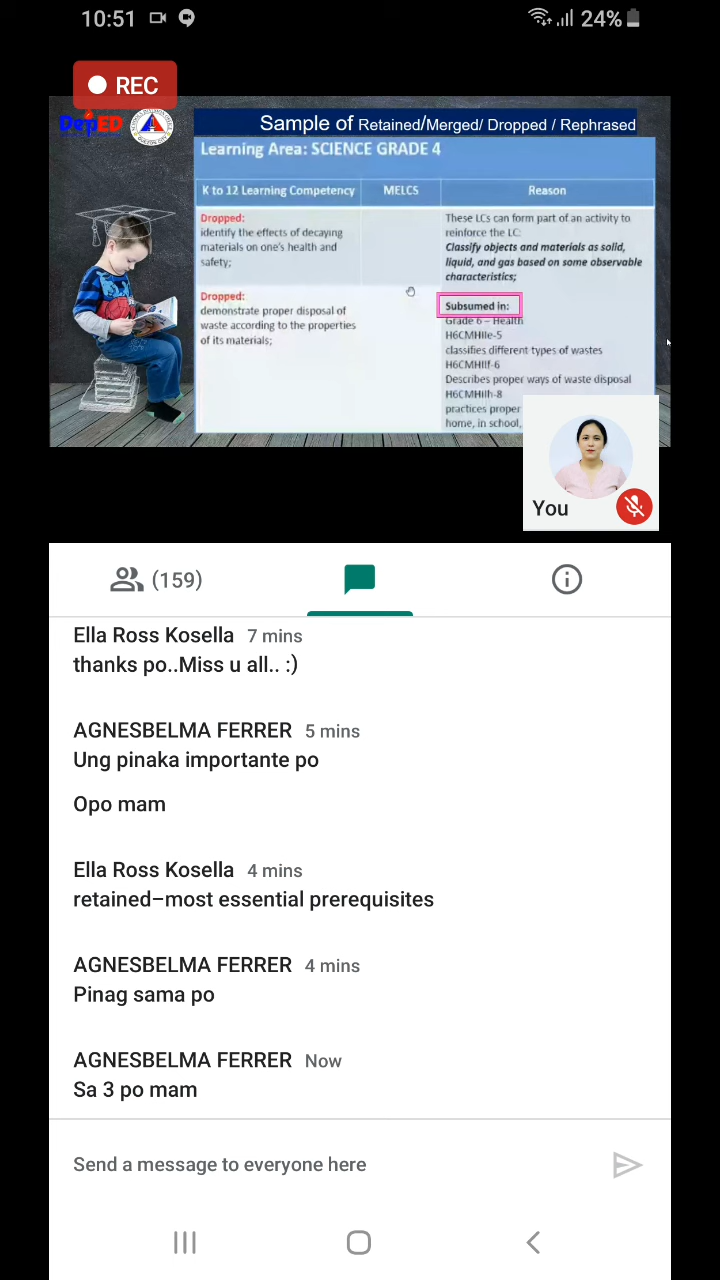 10:51
24%
REC
DepED
Sample of Retained/Merged/ Dropped / Rephrased
Learning Area: SCIENCE GRADE 4
K to 12 Learning Competency MELCS Reason
Dropped:
identify the effects of decaying
materials on one's health and
safety;
These LCs can form part of an activity to
reinforce the LC:
Classify objects and materials as solid,
liquid, and gas based on some observable
characteristics;
Dropped:
demonstrate proper disposal of
waste according to the properties
of its materials;
Subsumed in:
Grade 6 – Health
H6CMHIIe-5
classifies different types of wastes
H6CMHIIf-6
Describes proper ways of waste disposal
H6CMHIIh-8
practices proper
home, in school,
You
(159)
Ella Ross Kosella 7 mins
thanks po..Miss u all.. :)
AGNESBELMA FERRER 5 mins
Ung pinaka importante po
Opo mam
Ella Ross Kosella 4 mins
retained–most essential prerequisites
AGNESBELMA FERRER 4 mins
Pinag sama po
AGNESBELMA FERRER Now
Sa 3 po mam
Send a message to everyone here